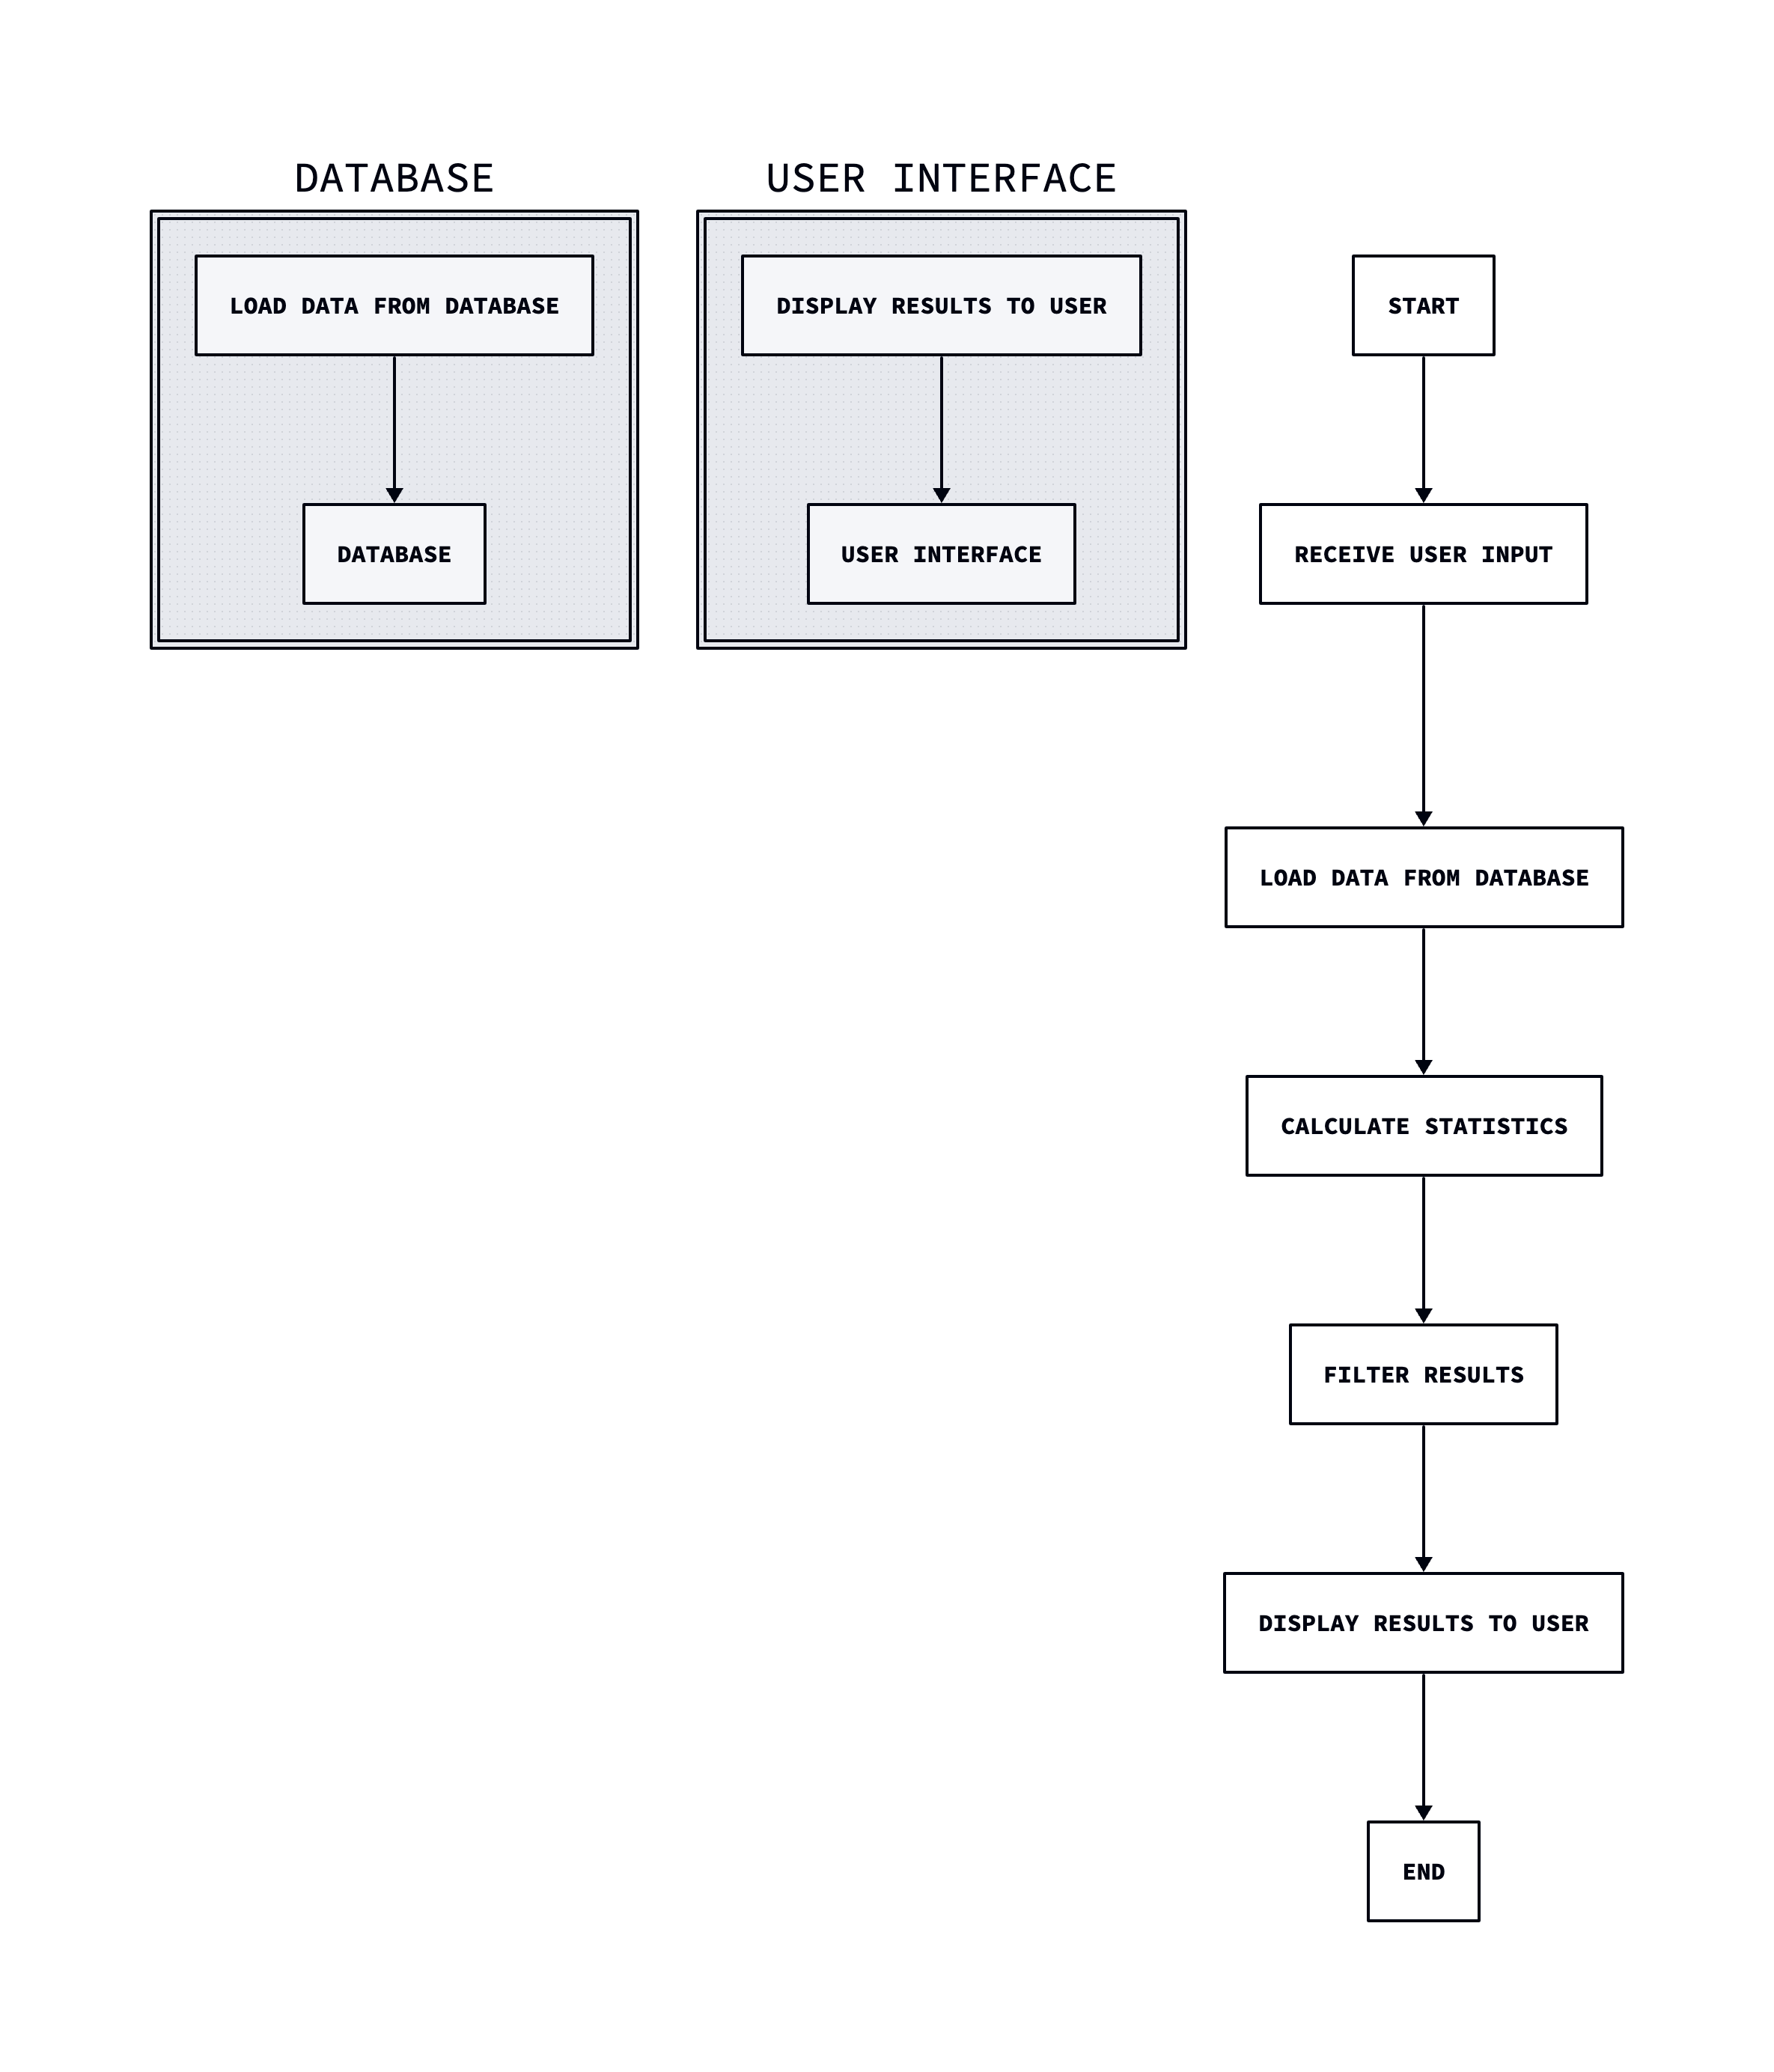 DATABASE
LOAD DATA FROM DATABASE
DATABASE
USER INTERFACE
DISPLAY RESULTS TO USER
USER INTERFACE
START
RECEIVE USER INPUT
LOAD DATA FROM DATABASE
CALCULATE STATISTICS
FILTER RESULTS
DISPLAY RESULTS TO USER
END